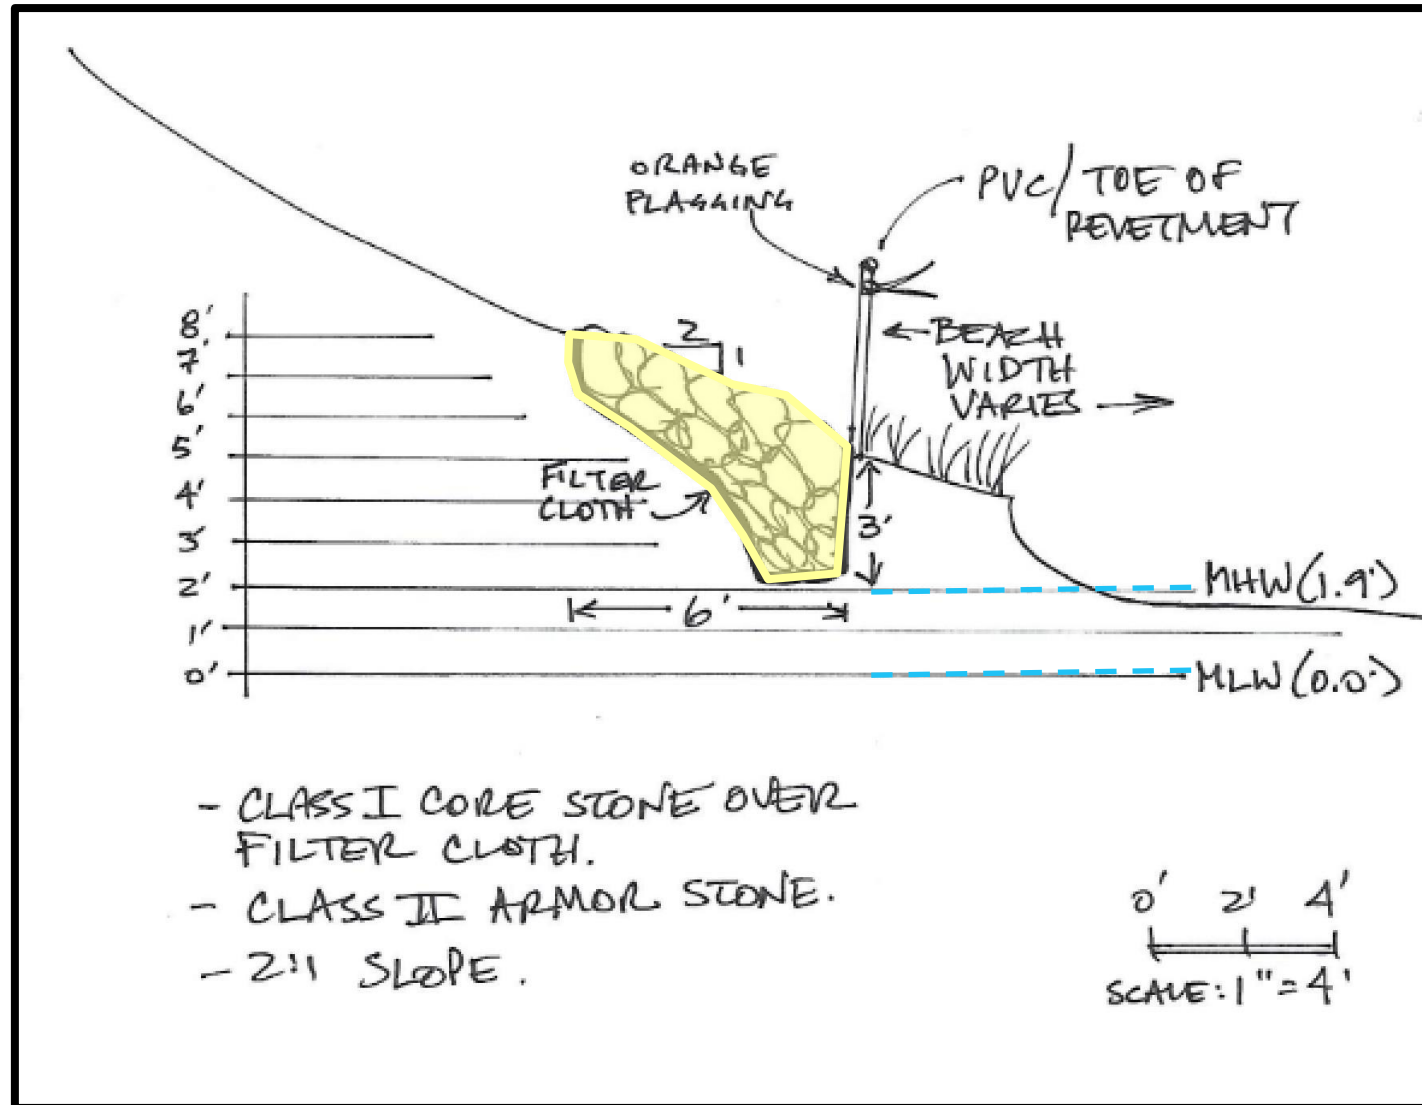 ORANGE
FLAGGING
PVC/TOE OF
REVETMENT
8'
7'
6'
5'
4'
3'
2'
1'
0'
2
1
BEACH
WIDTH
VARIES
FILTER
CLOTH
3'
6'
MHW (1.9')
MLW (0.0')
- CLASS I CORE STONE OVER
FILTER CLOTH.
- CLASS II ARMOR STONE.
- 2:1 SLOPE.
0' 2' 4'
SCALE: 1" = 4'